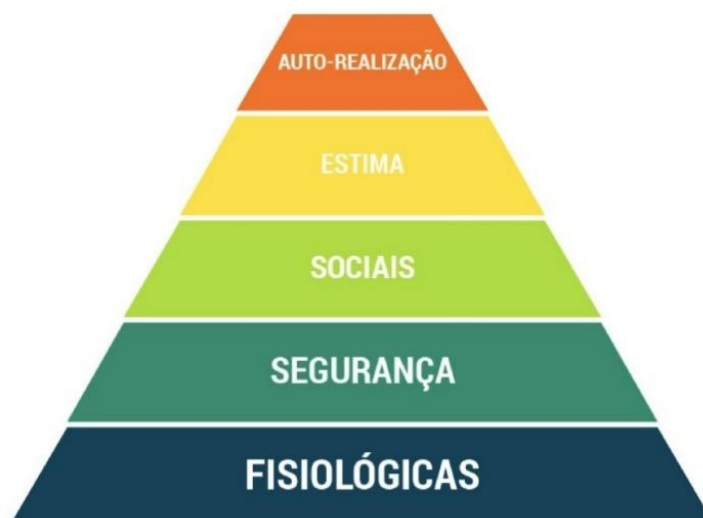 AUTO-REALIZAÇÃO
ESTIMA
SOCIAIS
SEGURANÇA
FISIOLÓGICAS